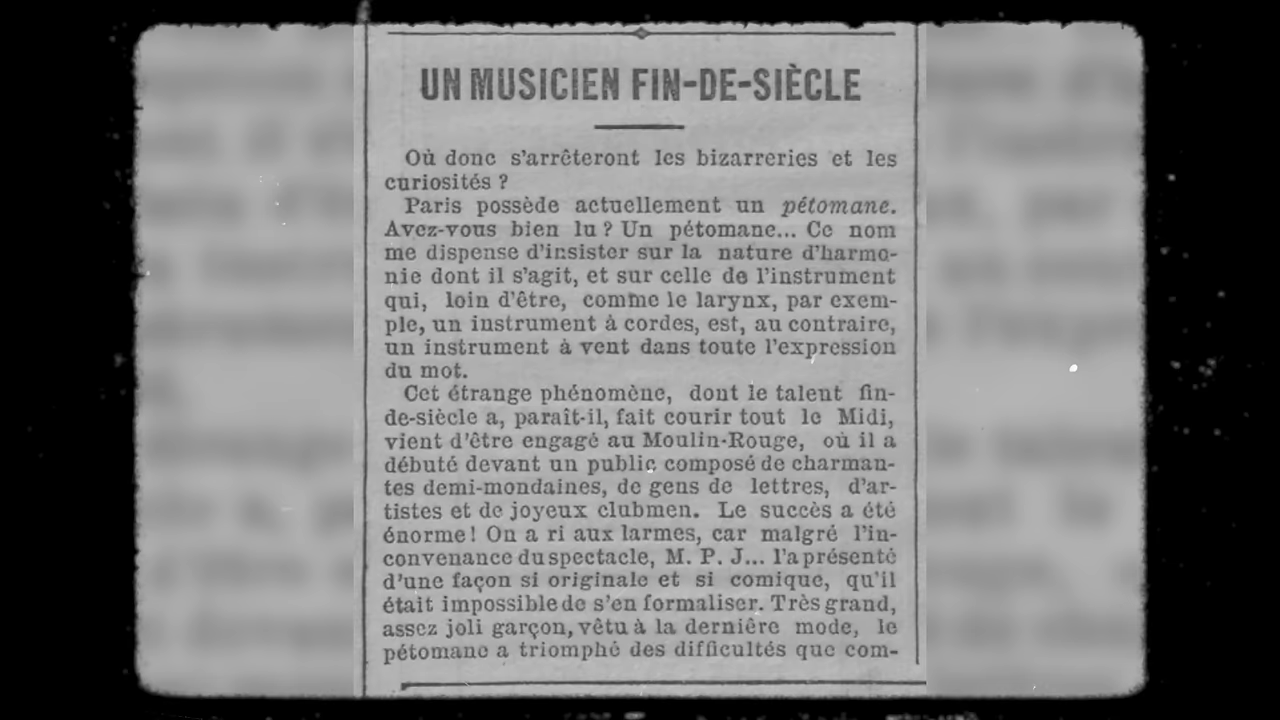 UN MUSICIEN FIN-DE-SIÈCLE
Où donc s'arrêteront les bizarreries et les
curiosités ?
Paris possède actuellement un pétomane.
Avez-vous bien lu ? Un pétomane... Ce nom
me dispense d'insister sur la nature d'harmo-
nie dont il s'agit, et sur celle de l'instrument
qui, loin d'être, comme le larynx, par exem-
ple, un instrument à cordes, est, au contraire,
un instrument à vent dans toute l'expression
du mot.
Cet étrange phénomène, dont le talent fin-
de-siècle a, paraît-il, fait courir tout le Midi,
vient d'être engagé au Moulin-Rouge, où il a
débuté devant un public composé de charman-
tes demi-mondaines, de gens de lettres, d'ar-
tistes et de joyeux clubmen. Le succès a été
énorme ! On a ri aux larmes, car malgré l'in-
convenance du spectacle, M. P. J... l'a présenté
d'une façon si originale et si comique, qu'il
était impossible de s'en formaliser. Très grand,
assez joli garçon, vêtu à la dernière mode, le
pétomane a triomphé des difficultés que com-